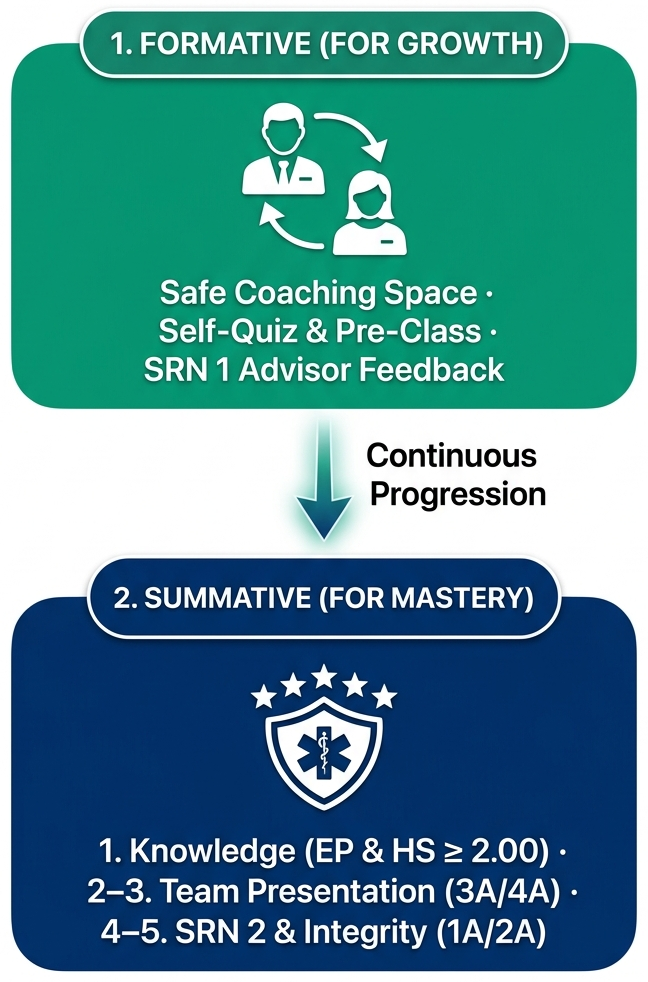 1. FORMATIVE (FOR GROWTH)
Safe Coaching Space ·
Self-Quiz & Pre-Class ·
SRN 1 Advisor Feedback
Continuous
Progression
2. SUMMATIVE (FOR MASTERY)
1. Knowledge (EP & HS ≥ 2.00) ·
2–3. Team Presentation (3A/4A) ·
4–5. SRN 2 & Integrity (1A/2A)